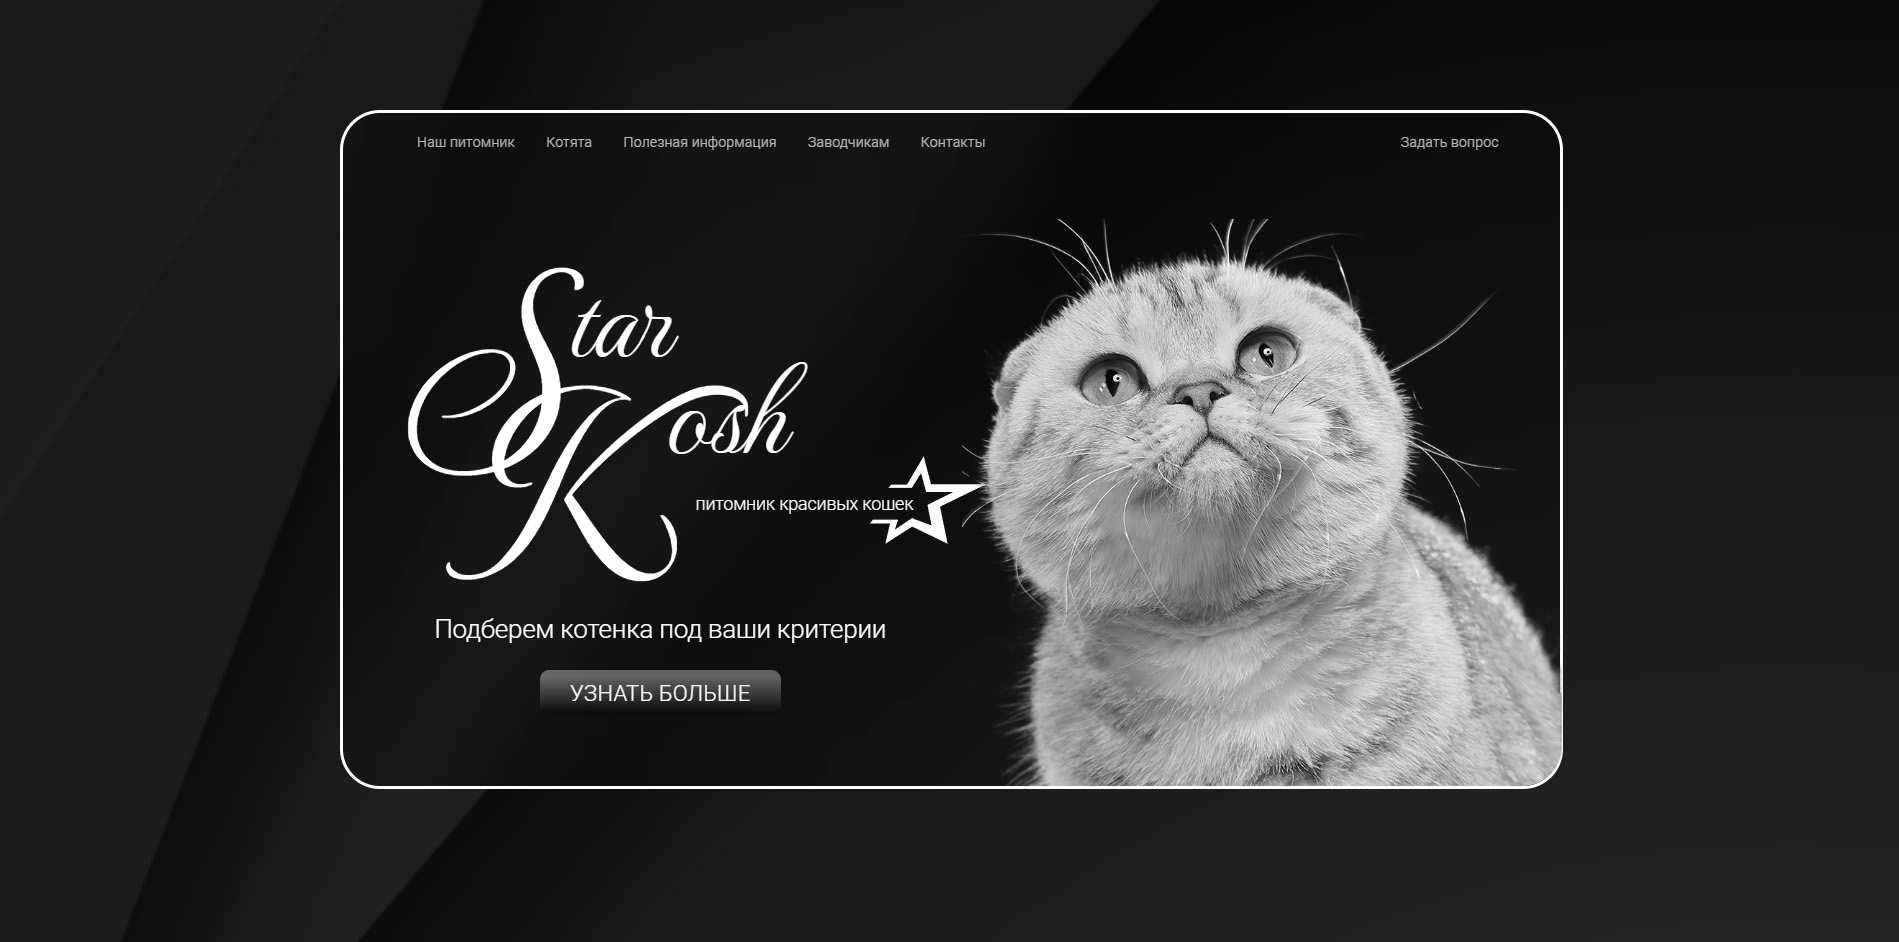 Наш питомник Котята Полезная информация Заводчикам Контакты Задать вопрос
Star
Kosh
питомник красивых кошек
Подберем котенка под ваши критерии
УЗНАТЬ БОЛЬШЕ